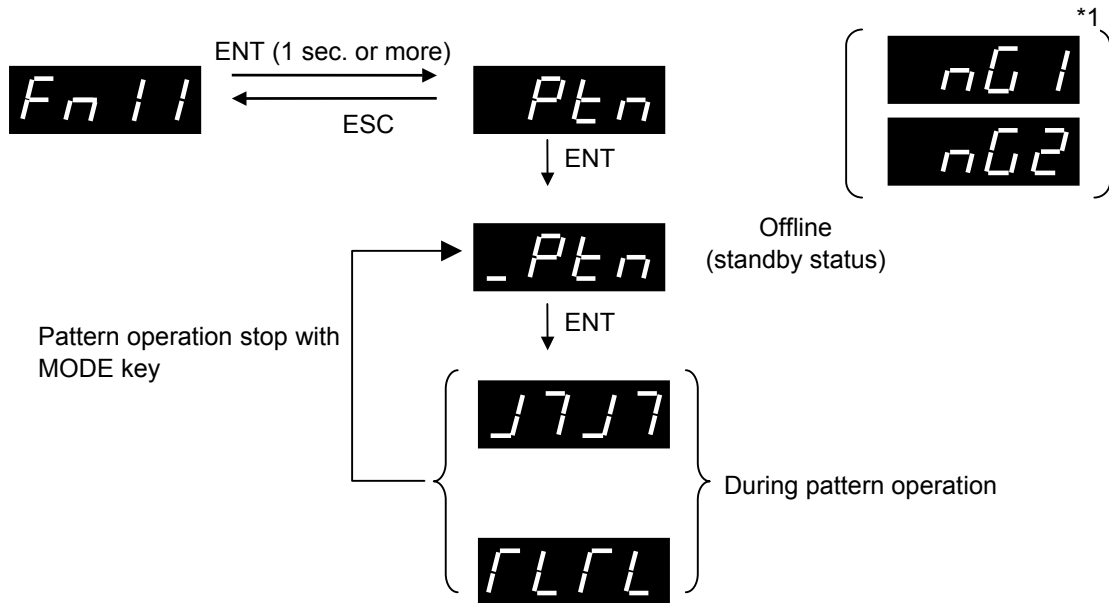 *1
ENT (1 sec. or more)
Fn11
Ptn
nG1
ESC
ENT
nG2
_Ptn
Offline
(standby status)
ENT
Pattern operation stop with
MODE key
During pattern operation